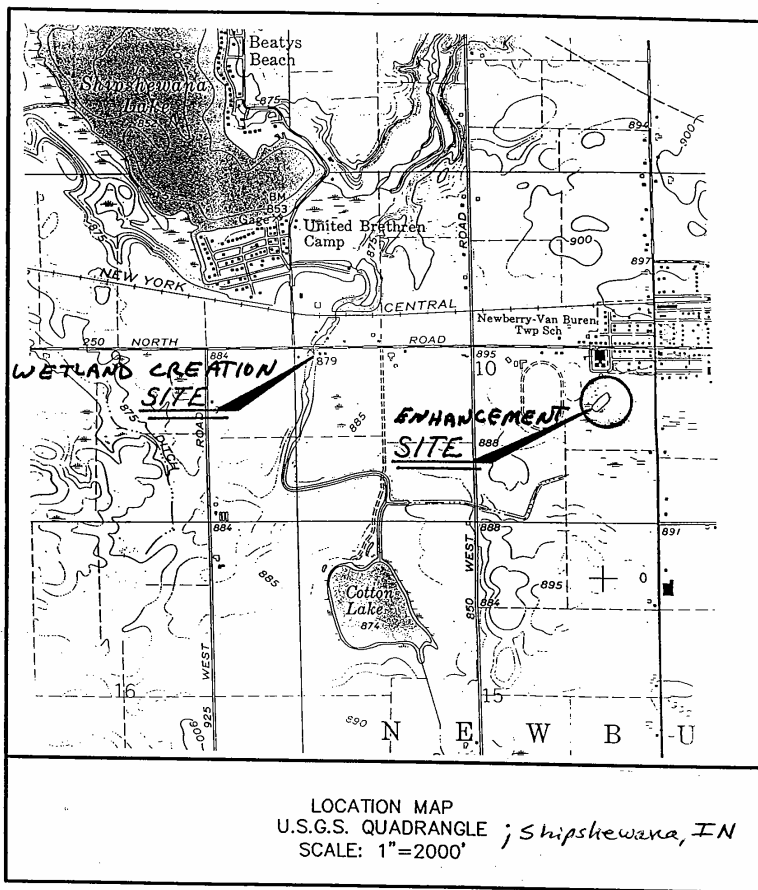 Beatys
Beach
Shipshewana
Lake
875
894
900
BM
853
Gage
United Brethren
Camp
875
875
ROAD
900
897
NEW YORK
CENTRAL
Newberry-Van Buren
Twp Sch
250 NORTH
ROAD
884
879
895
10
WETLAND CREATION
SITE
ENHANCEMENT
SITE
875
ROAD
885
888
DITCH
884
888
891
885
WEST
895
O
Cotton
Lake
874
850
884
16
15
WEST
925
900
890
N E W B U
LOCATION MAP
U.S.G.S. QUADRANGLE ; Shipshewana, IN
SCALE: 1"=2000'